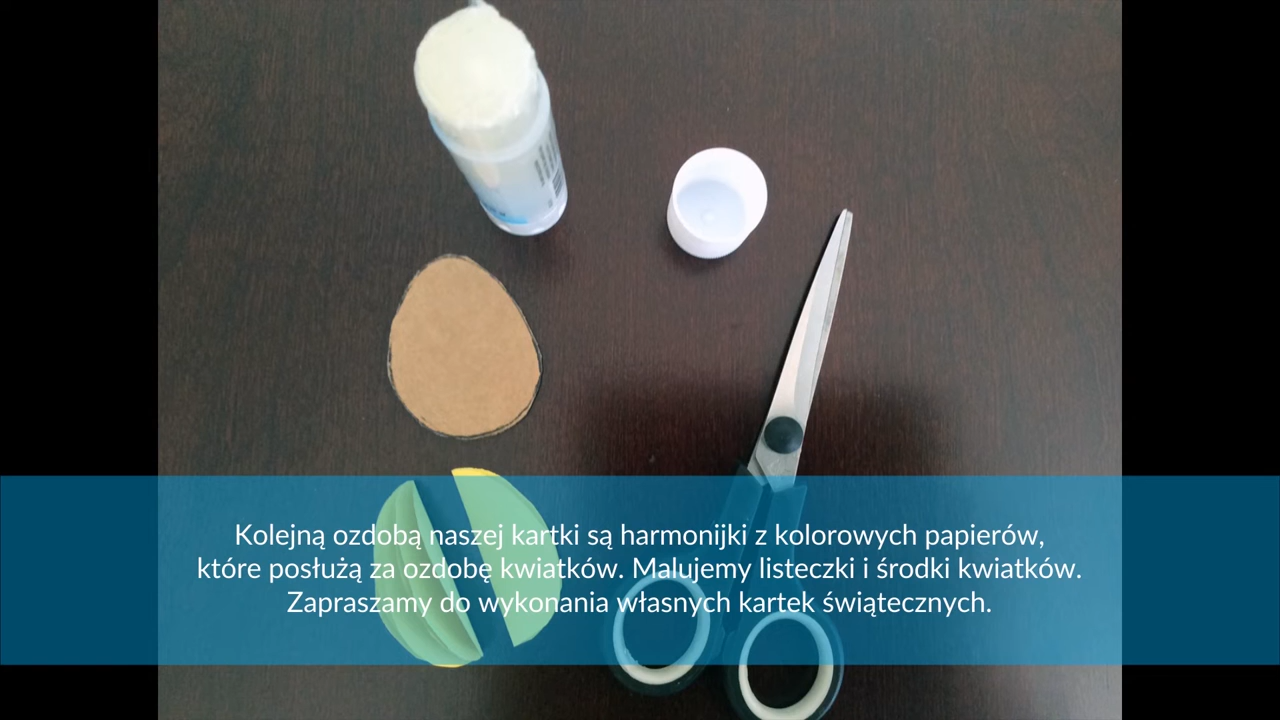 Kolejną ozdobą naszej kartki są harmonijki z kolorowych papierów,
które posłużą za ozdobę kwiatków. Malujemy listeczki i środki kwiatków.
Zapraszamy do wykonania własnych kartek świątecznych.